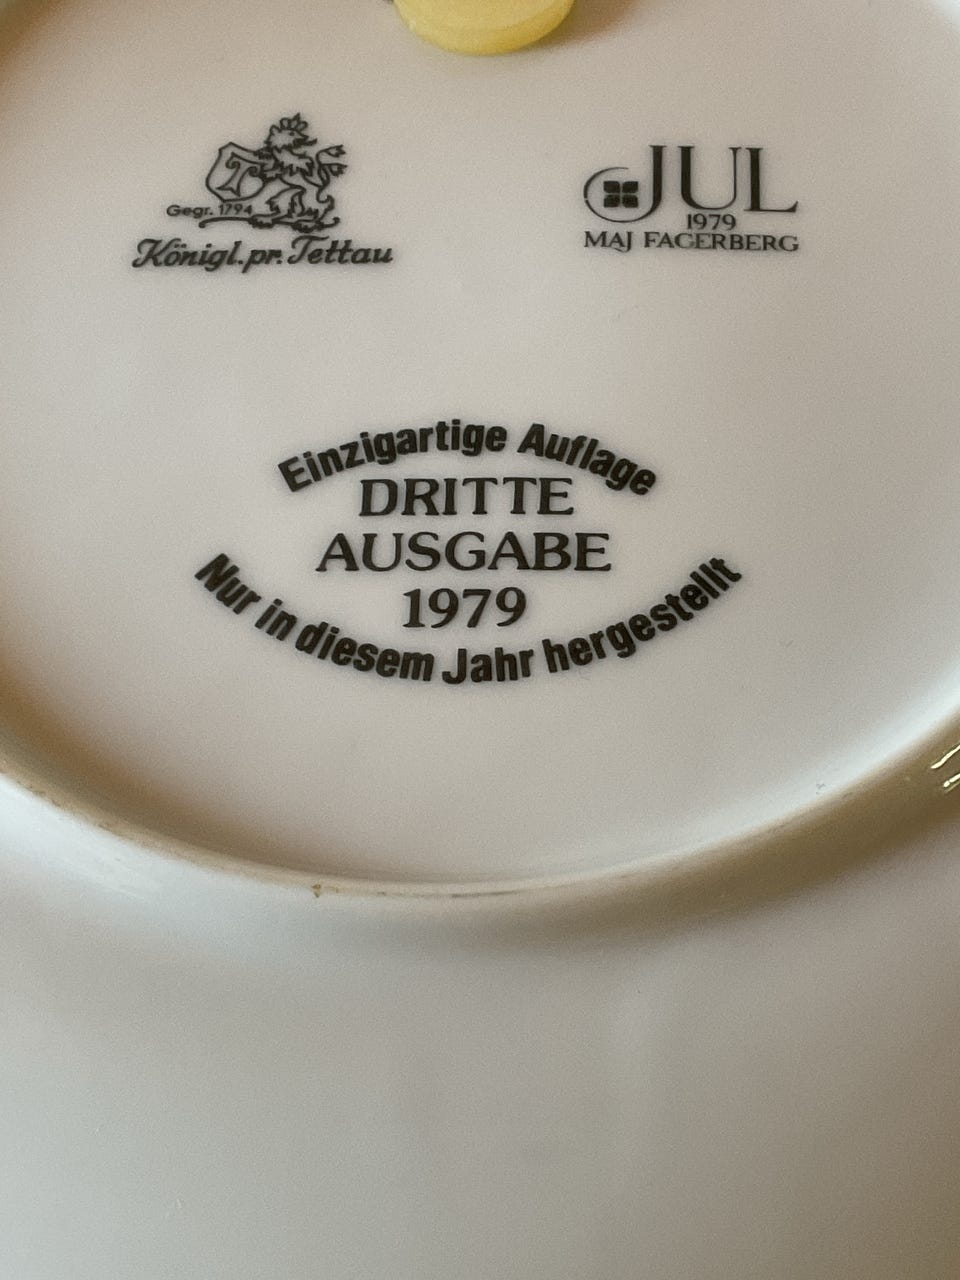 Gegr. 1794
Königl. pr. Tettau
JUL
1979
MAJ FAGERBERG
Einzigartige Auflage
DRITTE
AUSGABE
1979
Nur in diesem Jahr hergestellt